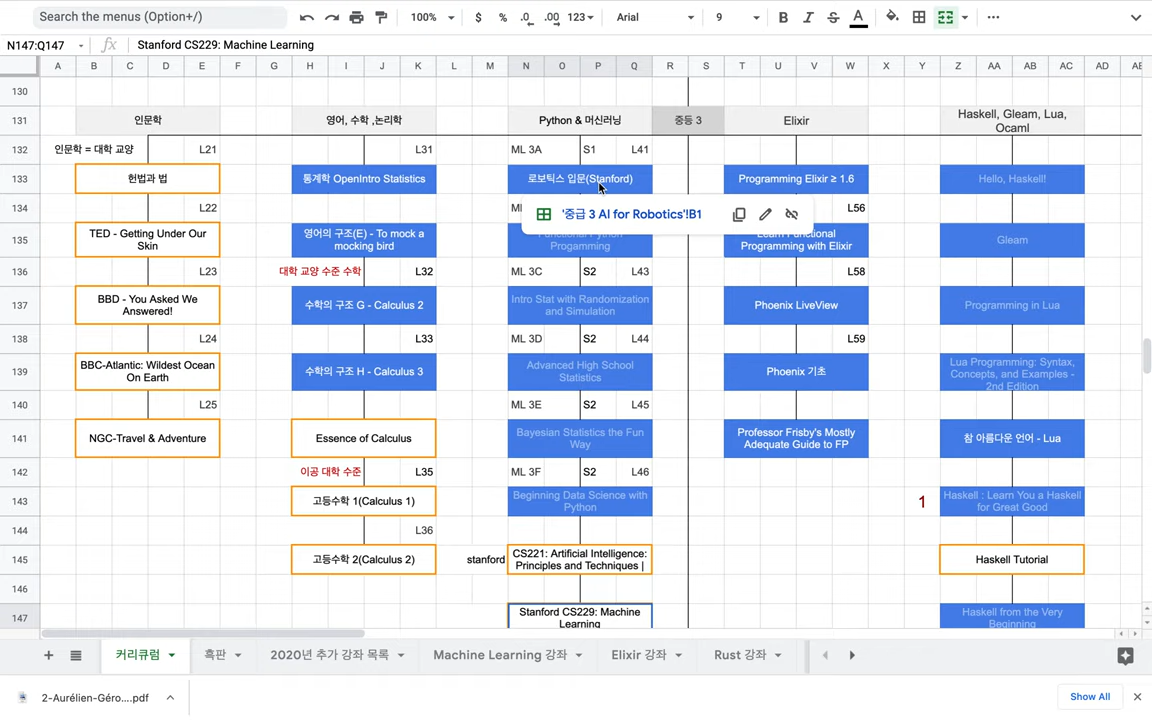 Search the menus (Option+/)
100%
$ % .0 .00 123
Arial
9
B I S A
N147:Q147
fx
Stanford CS229: Machine Learning
A B C D E F G H I J K L M N O P Q R S T U V W X Y Z AA AB AC AD AE
130
131
인문학
영어, 수학 ,논리학
Python & 머신러닝
중등 3
Elixir
Haskell, Gleam, Lua,
Ocaml
132
인문학 = 대학 교양
L21
L31
ML 3A
S1
L41
133
헌법과 법
통계학 OpenIntro Statistics
로보틱스 입문(Stanford)
Programming Elixir ≥ 1.6
Hello, Haskell!
134
L22
'중급 3 AI for Robotics'!B1
L56
135
TED - Getting Under Our
Skin
영어의 구조(E) - To mock a
mocking bird
Functional Python
Progamming
Learn Functional
Programming with Elixir
Gleam
136
L23
대학 교양 수준 수학
L32
ML 3C
S2
L43
L58
137
BBD - You Asked We
Answered!
수학의 구조 G - Calculus 2
Intro Stat with Randomization
and Simulation
Phoenix LiveView
Programming in Lua
138
L24
L33
ML 3D
S2
L44
L59
139
BBC-Atlantic: Wildest Ocean
On Earth
수학의 구조 H - Calculus 3
Advanced High School
Statistics
Phoenix 기초
Lua Programming: Syntax,
Concepts, and Examples -
2nd Edition
140
L25
ML 3E
S2
L45
141
NGC-Travel & Adventure
Essence of Calculus
Bayesian Statistics the Fun
Way
Professor Frisby's Mostly
Adequate Guide to FP
참 아름다운 언어 - Lua
142
이공 대학 수준
L35
ML 3F
S2
L46
143
고등수학 1(Calculus 1)
Beginning Data Science with
Python
1
Haskell : Learn You a Haskell
for Great Good
144
L36
145
고등수학 2(Calculus 2)
stanford
CS221: Artificial Intelligence:
Principles and Techniques |
Haskell Tutorial
146
147
Stanford CS229: Machine
Learning
Haskell from the Very
Beginning
커리큐럼
흑판
2020년 추가 강좌 목록
Machine Learning 강좌
Elixir 강좌
Rust 강좌
2-Aurélien-Géro....pdf
Show All